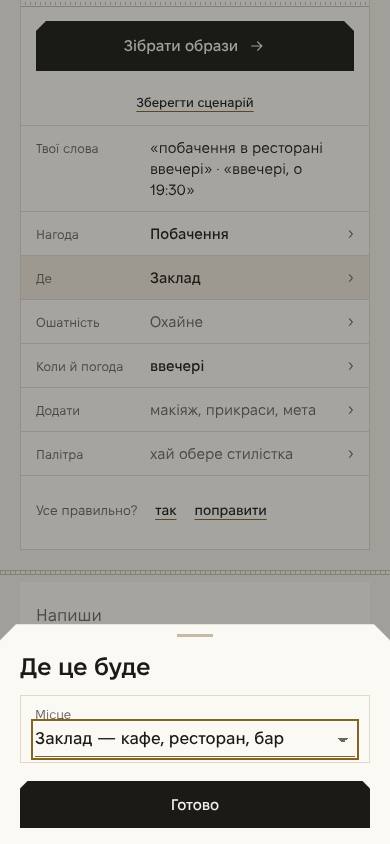 Зібрати образи →
Зберегти сценарій
Твої слова
«побачення в ресторані
ввечері» · «ввечері, о
19:30»
Нагода Побачення
Де Заклад
Ошатність Охайне
Коли й погода ввечері
Додати макіяж, прикраси, мета
Палітра хай обере стилістка
Усе правильно? так поправити
Напиши
Де це буде
Місце
Заклад — кафе, ресторан, бар
Готово